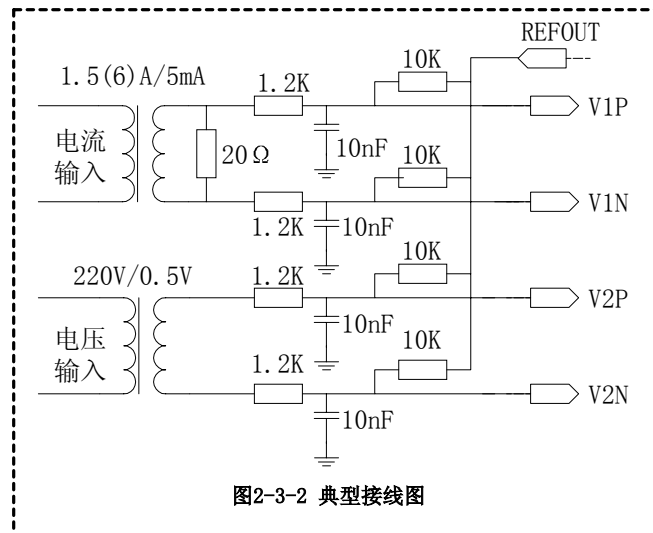 REFOUT
10K
1.5(6)A/5mA
1.2K
V1P
电流
输入
20Ω
10nF
10K
V1N
1.2K
10nF
10K
220V/0.5V
1.2K
V2P
电压
输入
10nF
10K
1.2K
V2N
10nF
图2-3-2 典型接线图